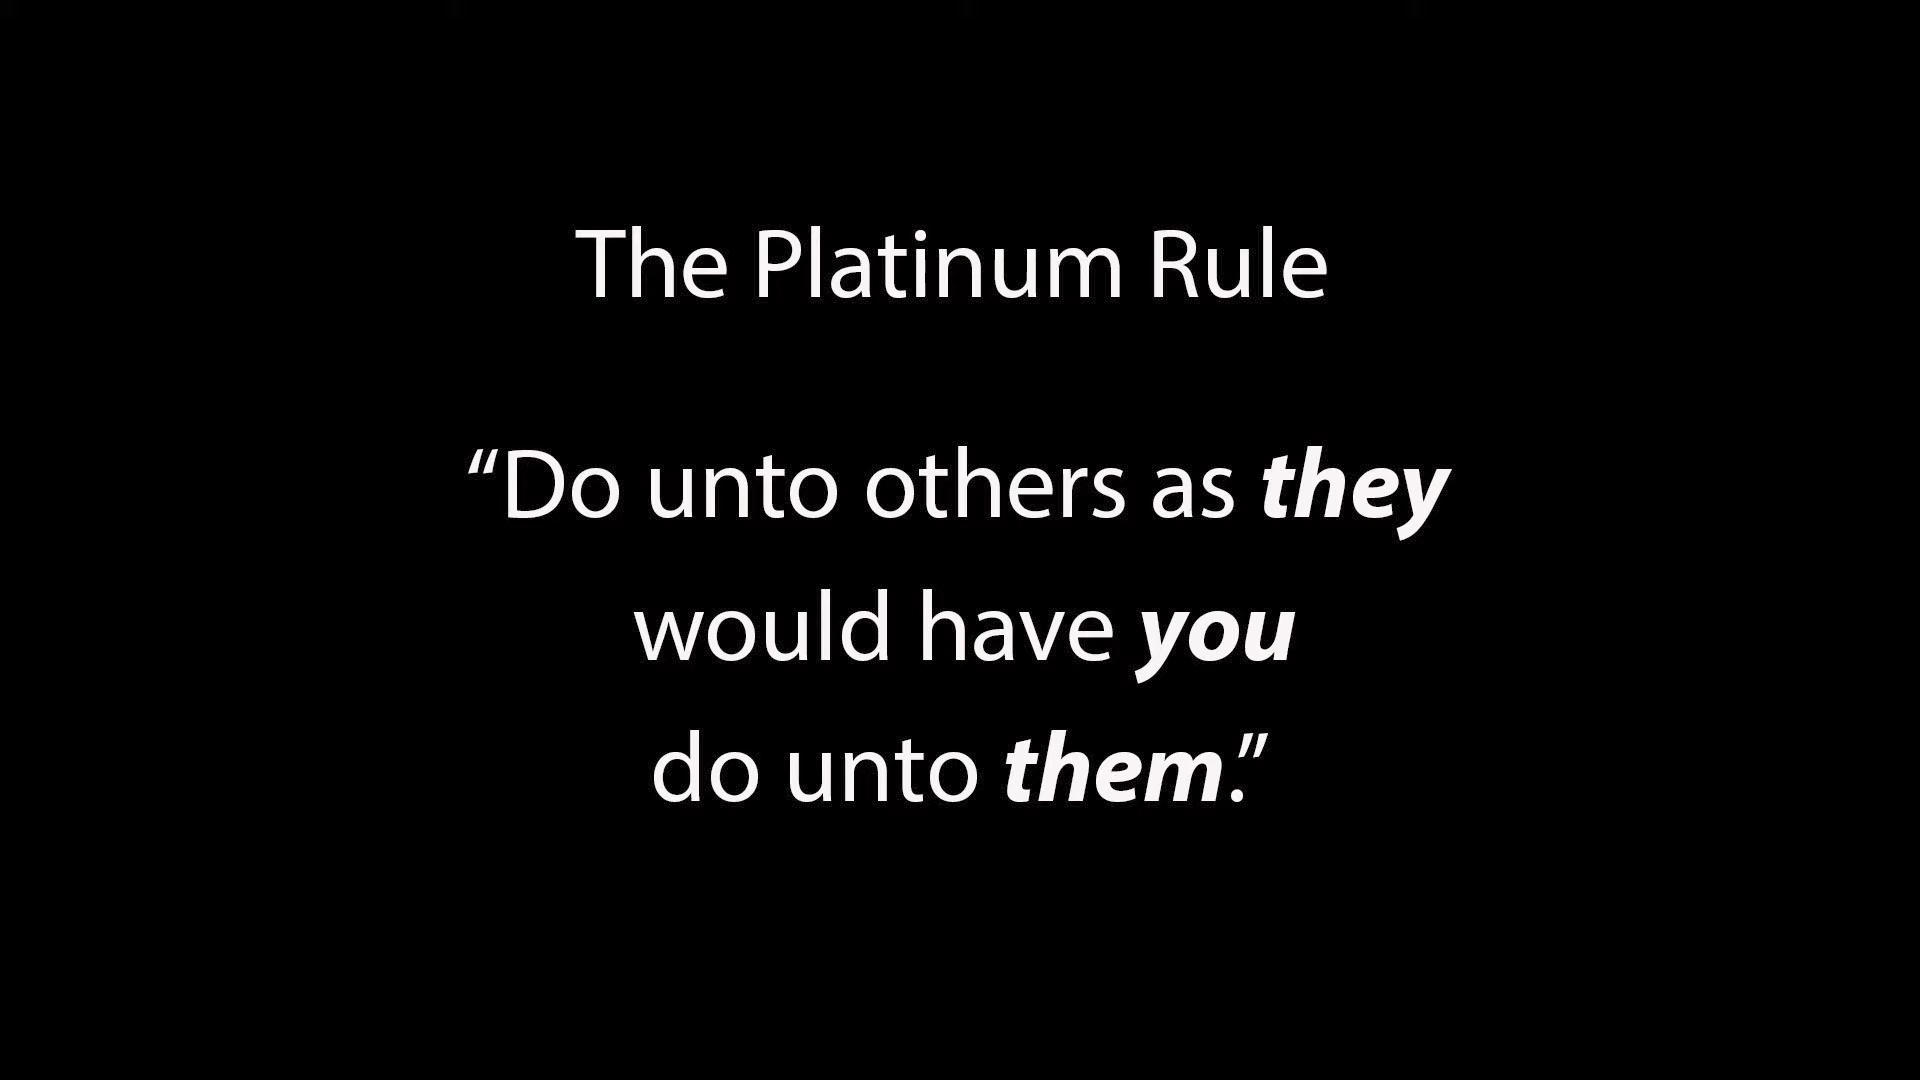 The Platinum Rule
“Do unto others as they
would have you
do unto them.”